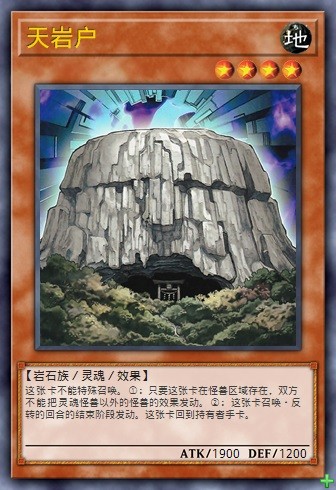 天岩户
地
【岩石族／灵魂／效果】
这张卡不能特殊召唤。①：只要这张卡在怪兽区域存在，双方
不能把灵魂怪兽以外的怪兽的效果发动。②：这张卡召唤·反
转的回合的结束阶段发动。这张卡回到持有者手卡。
ATK/1900 DEF/1200